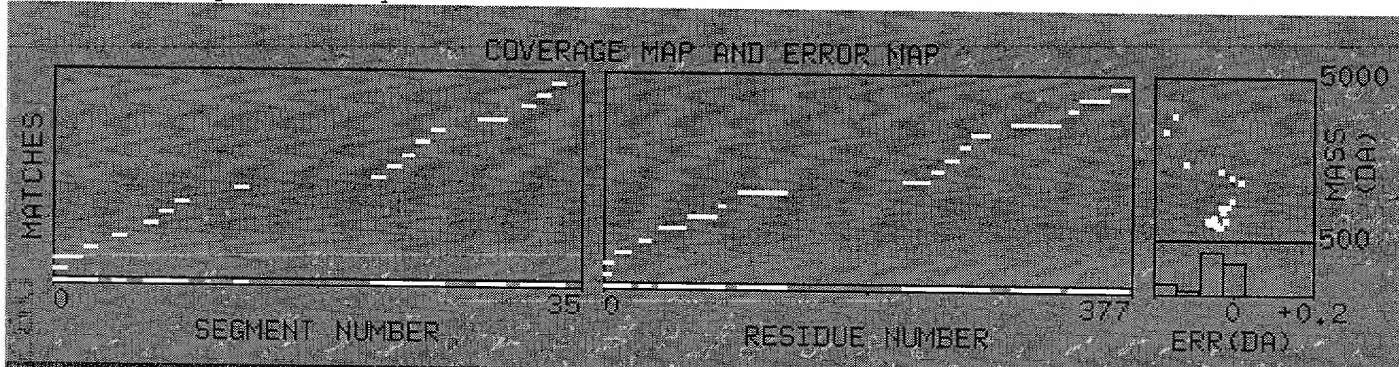 COVERAGE MAP AND ERROR MAP
MATCHES
0 35
SEGMENT NUMBER
0 377
RESIDUE NUMBER
5000
MASS (DA)
500
0 +0.2
ERR(DA)